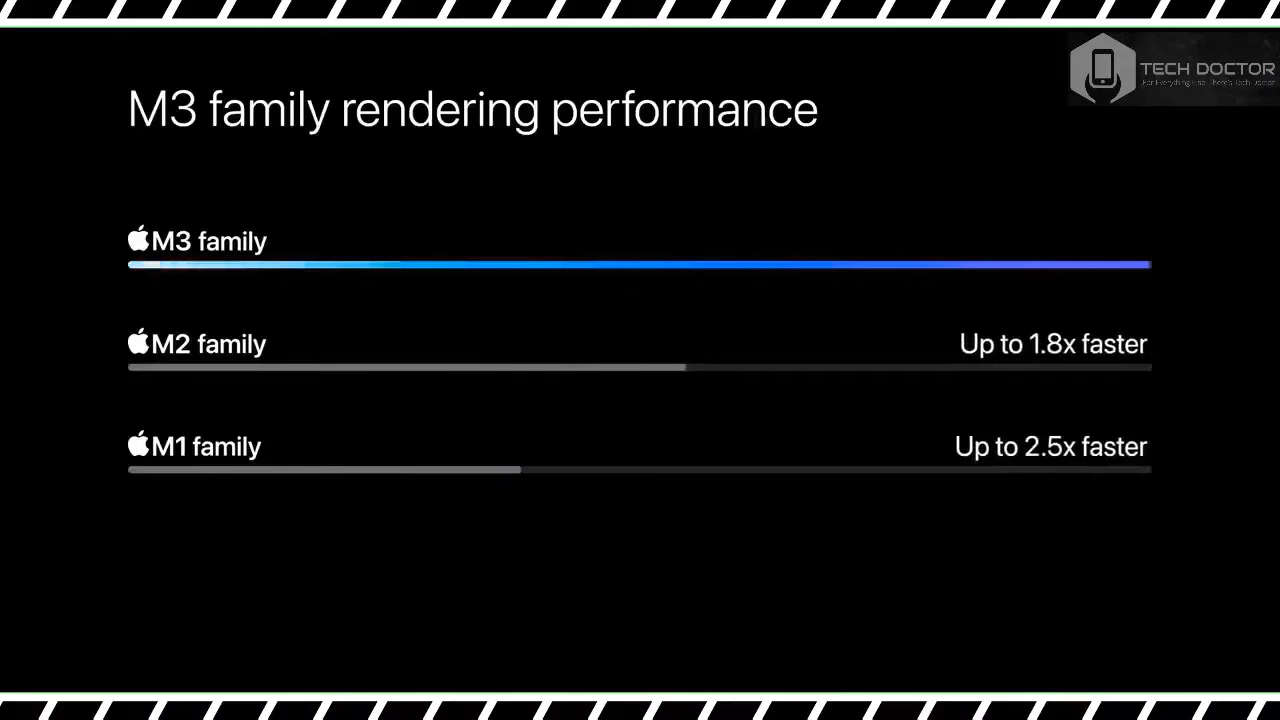 TECH DOCTOR
M3 family rendering performance
M3 family
M2 family
Up to 1.8x faster
M1 family
Up to 2.5x faster